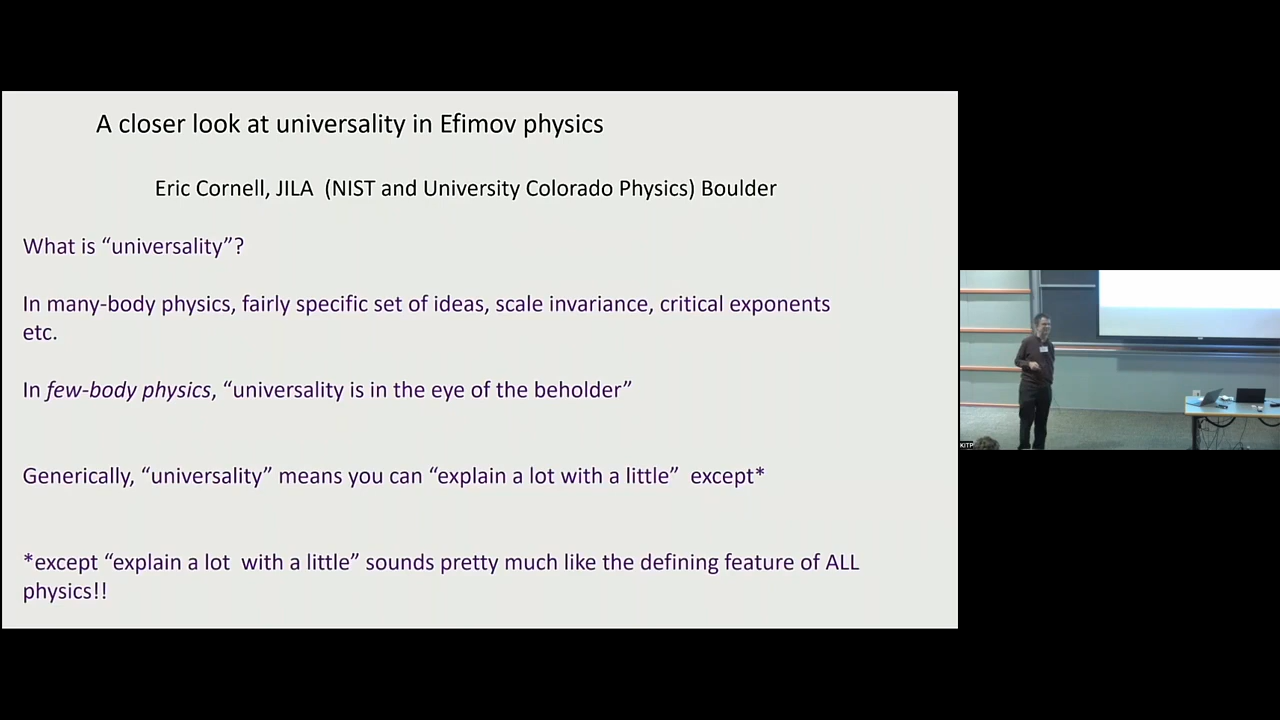 A closer look at universality in Efimov physics
Eric Cornell, JILA  (NIST and University Colorado Physics) Boulder
What is “universality”?
In many-body physics, fairly specific set of ideas, scale invariance, critical exponents
etc.
In few-body physics, “universality is in the eye of the beholder”
Generically, “universality” means you can “explain a lot with a little”  except*
*except “explain a lot  with a little” sounds pretty much like the defining feature of ALL
physics!!
KITP